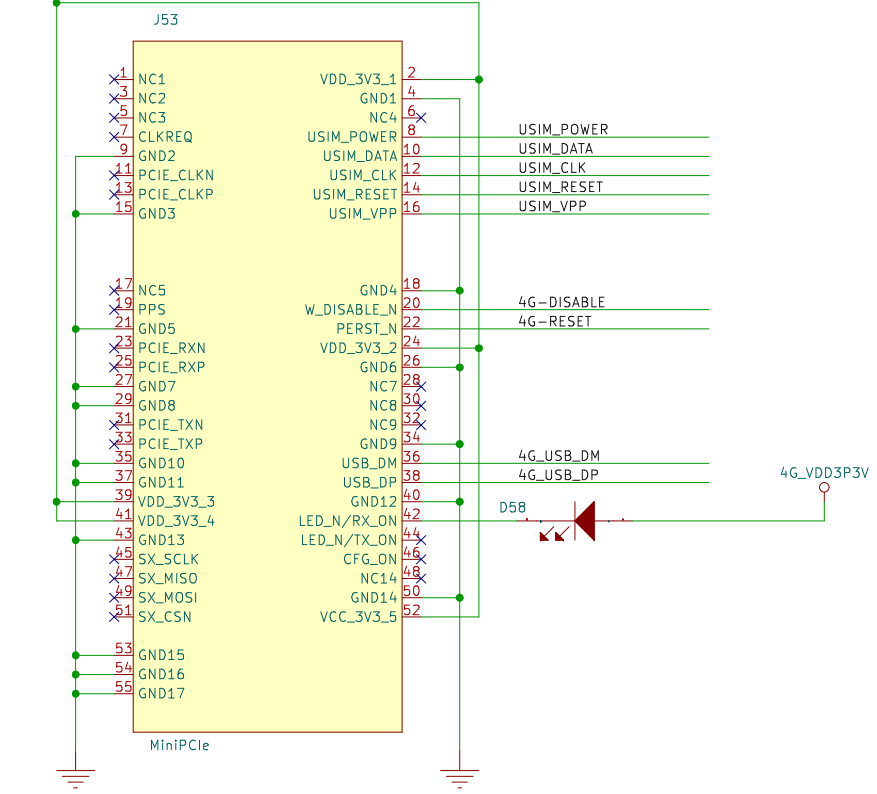 J53
1 NC1 VDD_3V3_1 2
3 NC2 GND1 4
5 NC3 NC4 6
7 CLKREQ USIM_POWER 8 USIM_POWER
9 GND2 USIM_DATA 10 USIM_DATA
11 PCIE_CLKN USIM_CLK 12 USIM_CLK
13 PCIE_CLKP USIM_RESET 14 USIM_RESET
15 GND3 USIM_VPP 16 USIM_VPP
17 NC5 GND4 18
19 PPS W_DISABLE_N 20 4G-DISABLE
21 GND5 PERST_N 22 4G-RESET
23 PCIE_RXN VDD_3V3_2 24
25 PCIE_RXP GND6 26
27 GND7 NC7 28
29 GND8 NC8 30
31 PCIE_TXN NC9 32
33 PCIE_TXP GND9 34
35 GND10 USB_DM 36 4G_USB_DM
37 GND11 USB_DP 38 4G_USB_DP 4G_VDD3P3V
39 VDD_3V3_3 GND12 40
41 VDD_3V3_4 LED_N/RX_ON 42 D58
43 GND13 LED_N/TX_ON 44
45 SX_SCLK CFG_ON 46
47 SX_MISO NC14 48
49 SX_MOSI GND14 50
51 SX_CSN VCC_3V3_5 52
53 GND15
54 GND16
55 GND17
MiniPCIe